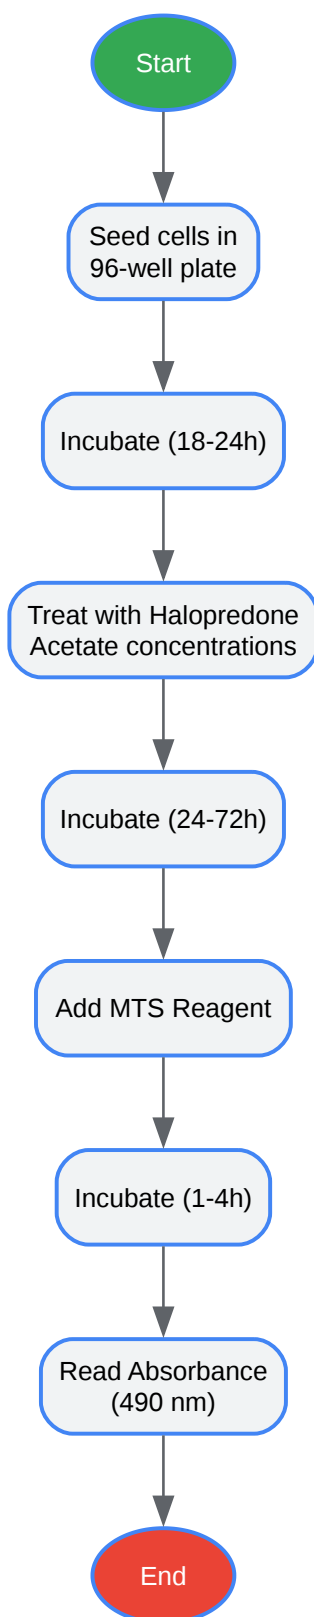 Start
Seed cells in
96-well plate
Incubate (18-24h)
Treat with Halopredone
Acetate concentrations
Incubate (24-72h)
Add MTS Reagent
Incubate (1-4h)
Read Absorbance
(490 nm)
End